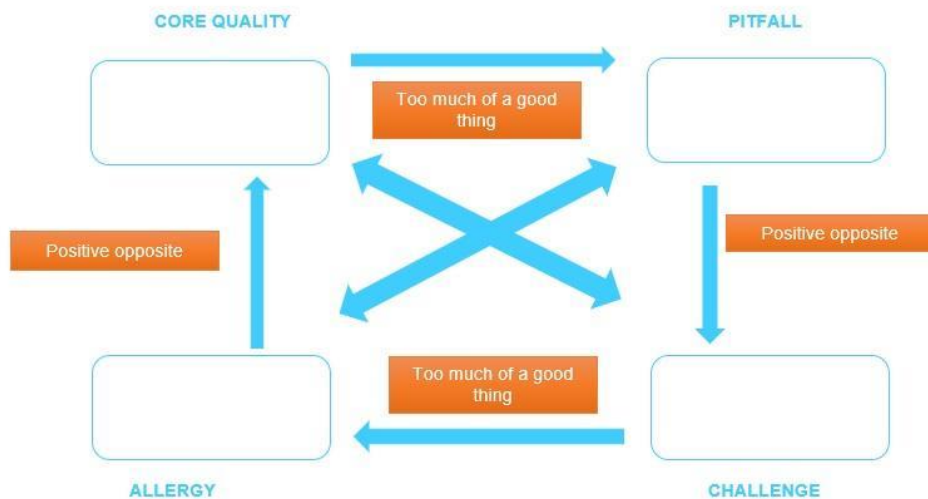 CORE QUALITY
PITFALL
Too much of a good
thing
Positive opposite
Positive opposite
Too much of a good
thing
ALLERGY
CHALLENGE